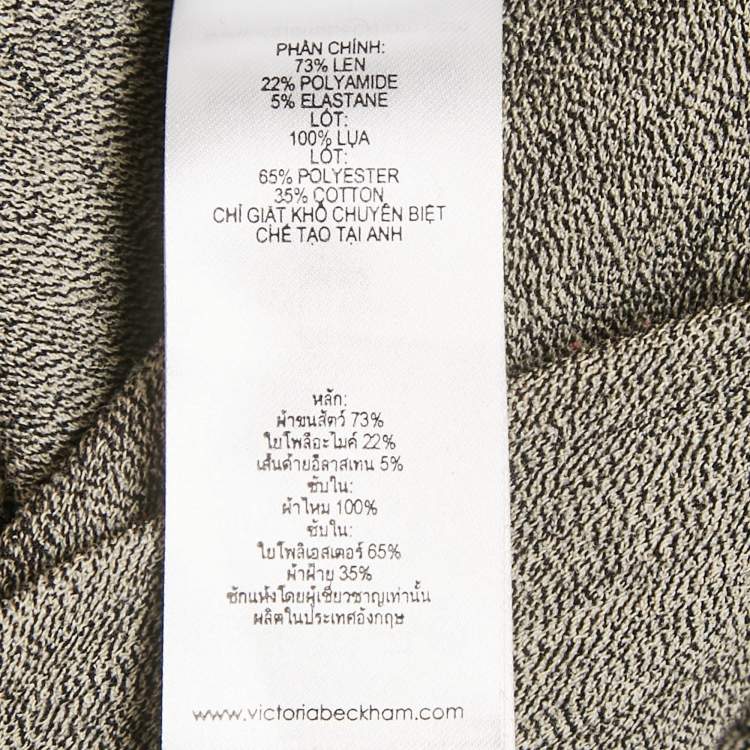 PHẦN CHÍNH:
73% LEN
22% POLYAMIDE
5% ELASTANE
LÓT:
100% LỤA
LÓT:
65% POLYESTER
35% COTTON
CHỈ GIẶT KHÔ CHUYÊN BIỆT
CHẾ TẠO TẠI ANH
หลัก:
ผ้าขนสัตว์ 73%
ใยโพลีอะไมด์ 22%
เส้นด้ายอีลาสเทน 5%
ซับใน:
ผ้าไหม 100%
ซับใน:
ใยโพลิเอสเตอร์ 65%
ผ้าฝ้าย 35%
ซักแห้งโดยผู้เชี่ยวชาญเท่านั้น
ผลิตในประเทศอังกฤษ
www.victoriabeckham.com